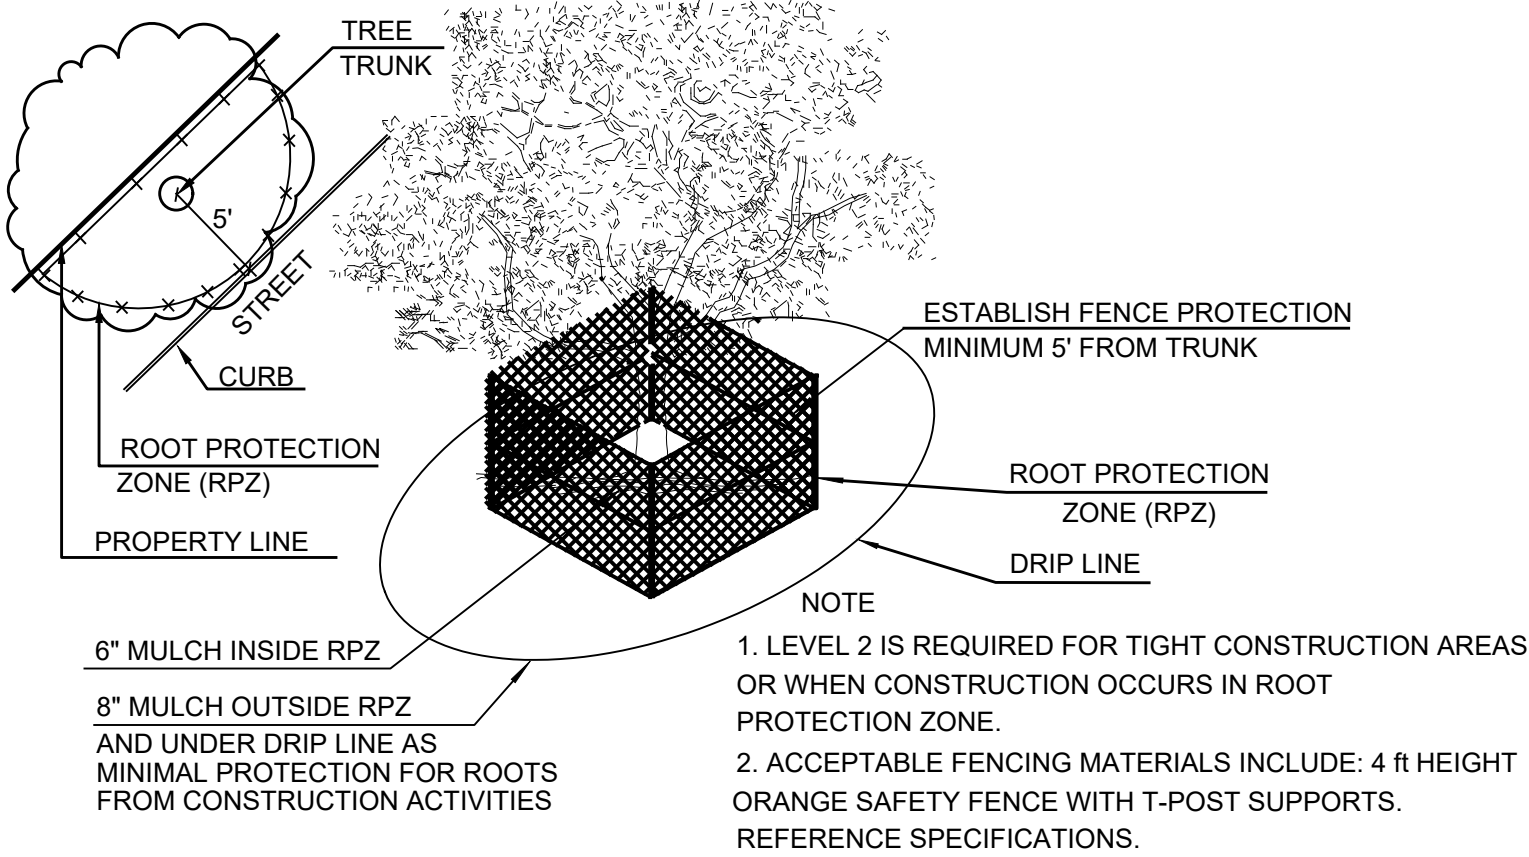 TREE
TRUNK
5'
STREET
CURB
ROOT PROTECTION
ZONE (RPZ)
PROPERTY LINE
ESTABLISH FENCE PROTECTION
MINIMUM 5' FROM TRUNK
ROOT PROTECTION
ZONE (RPZ)
DRIP LINE
6" MULCH INSIDE RPZ
8" MULCH OUTSIDE RPZ
AND UNDER DRIP LINE AS
MINIMAL PROTECTION FOR ROOTS
FROM CONSTRUCTION ACTIVITIES
NOTE
1. LEVEL 2 IS REQUIRED FOR TIGHT CONSTRUCTION AREAS
OR WHEN CONSTRUCTION OCCURS IN ROOT
PROTECTION ZONE.
2. ACCEPTABLE FENCING MATERIALS INCLUDE: 4 ft HEIGHT
ORANGE SAFETY FENCE WITH T-POST SUPPORTS.
REFERENCE SPECIFICATIONS.